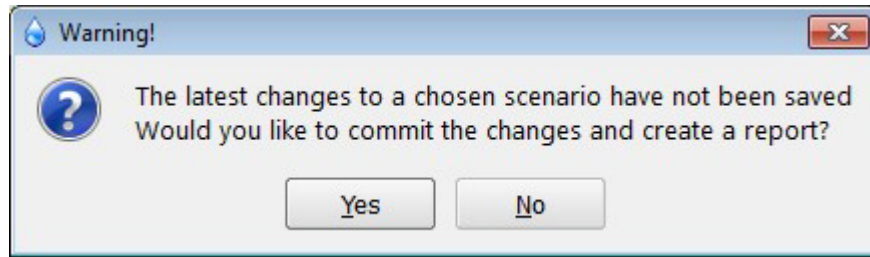 Warning!
The latest changes to a chosen scenario have not been saved
Would you like to commit the changes and create a report?
Yes No